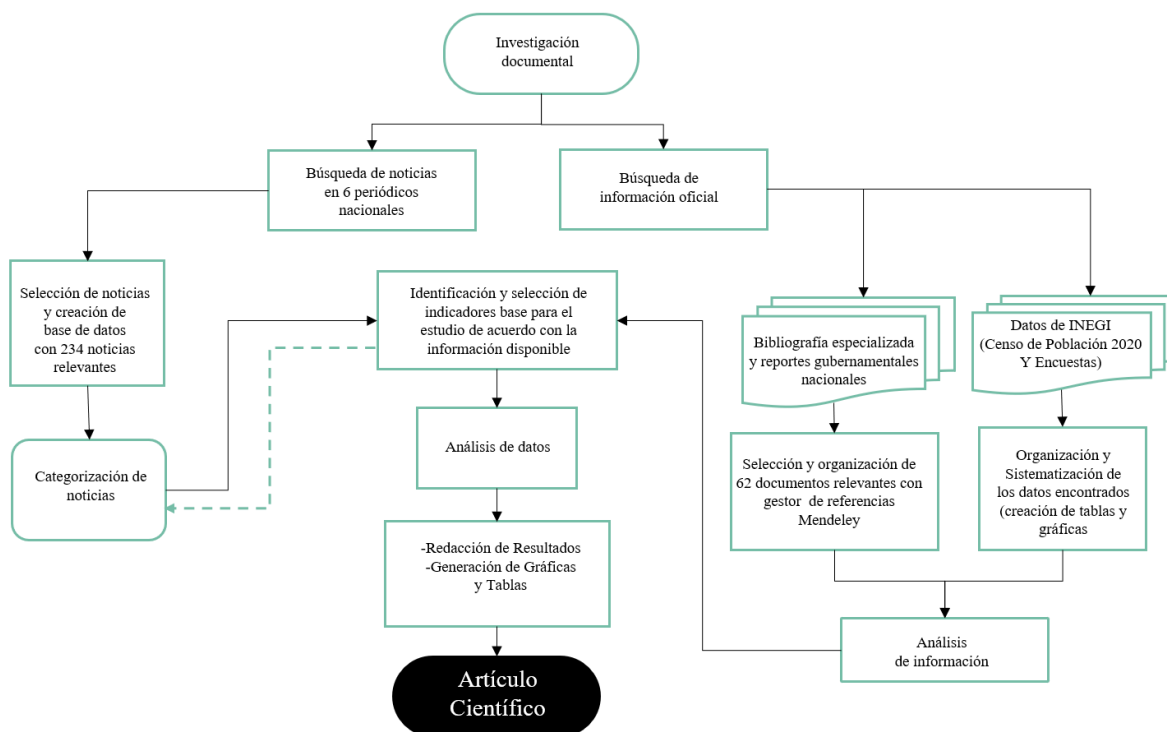 Investigación
documental
Búsqueda de noticias
en 6 periódicos
nacionales
Búsqueda de
información oficial
Selección de noticias
y creación de
base de datos
con 234 noticias
relevantes
Identificación y selección de
indicadores base para el
estudio de acuerdo con la
información disponible
Bibliografía especializada
y reportes gubernamentales
nacionales
Datos de INEGI
(Censo de Población 2020
Y Encuestas)
Categorización de
noticias
Análisis de datos
Selección y organización de
62 documentos relevantes con
gestor de referencias
Mendeley
Organización y
Sistematización de
los datos encontrados
(creación de tablas y
gráficas
-Redacción de Resultados
-Generación de Gráficas
y Tablas
Análisis
de información
Artículo
Científico